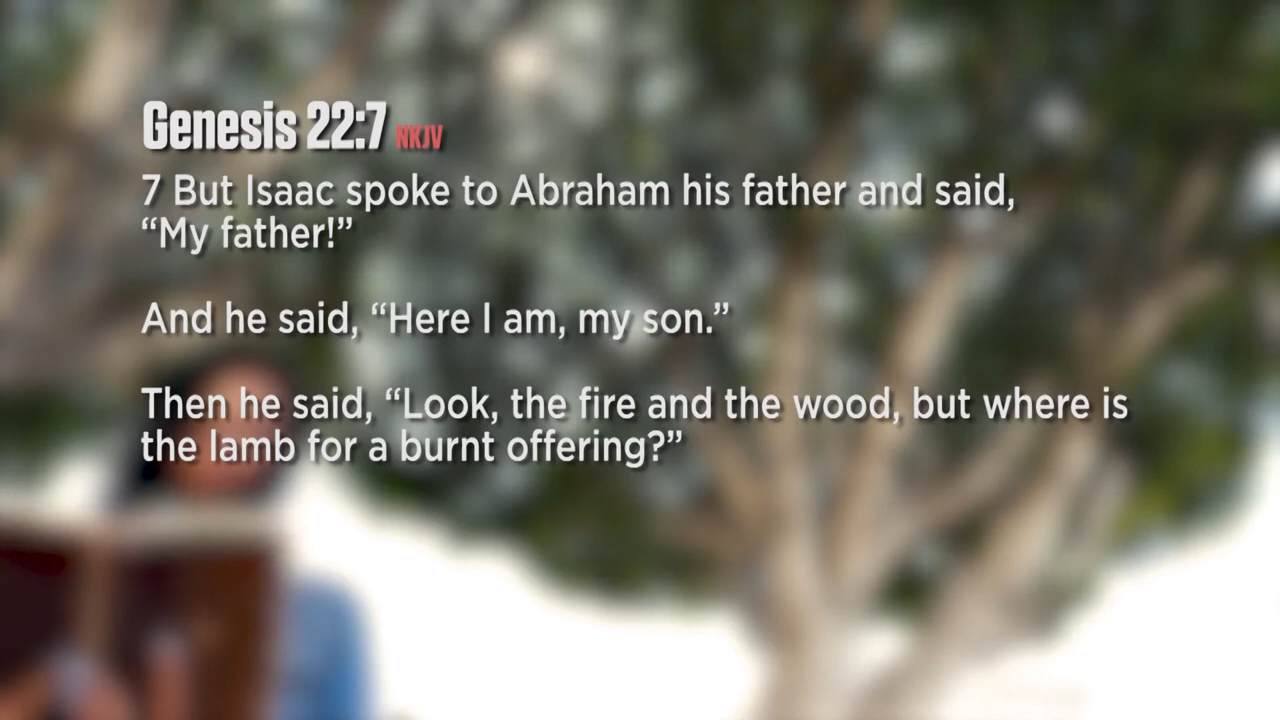 Genesis 22:7 NKJV
7 But Isaac spoke to Abraham his father and said,
“My father!”
And he said, “Here I am, my son.”
Then he said, “Look, the fire and the wood, but where is
the lamb for a burnt offering?”